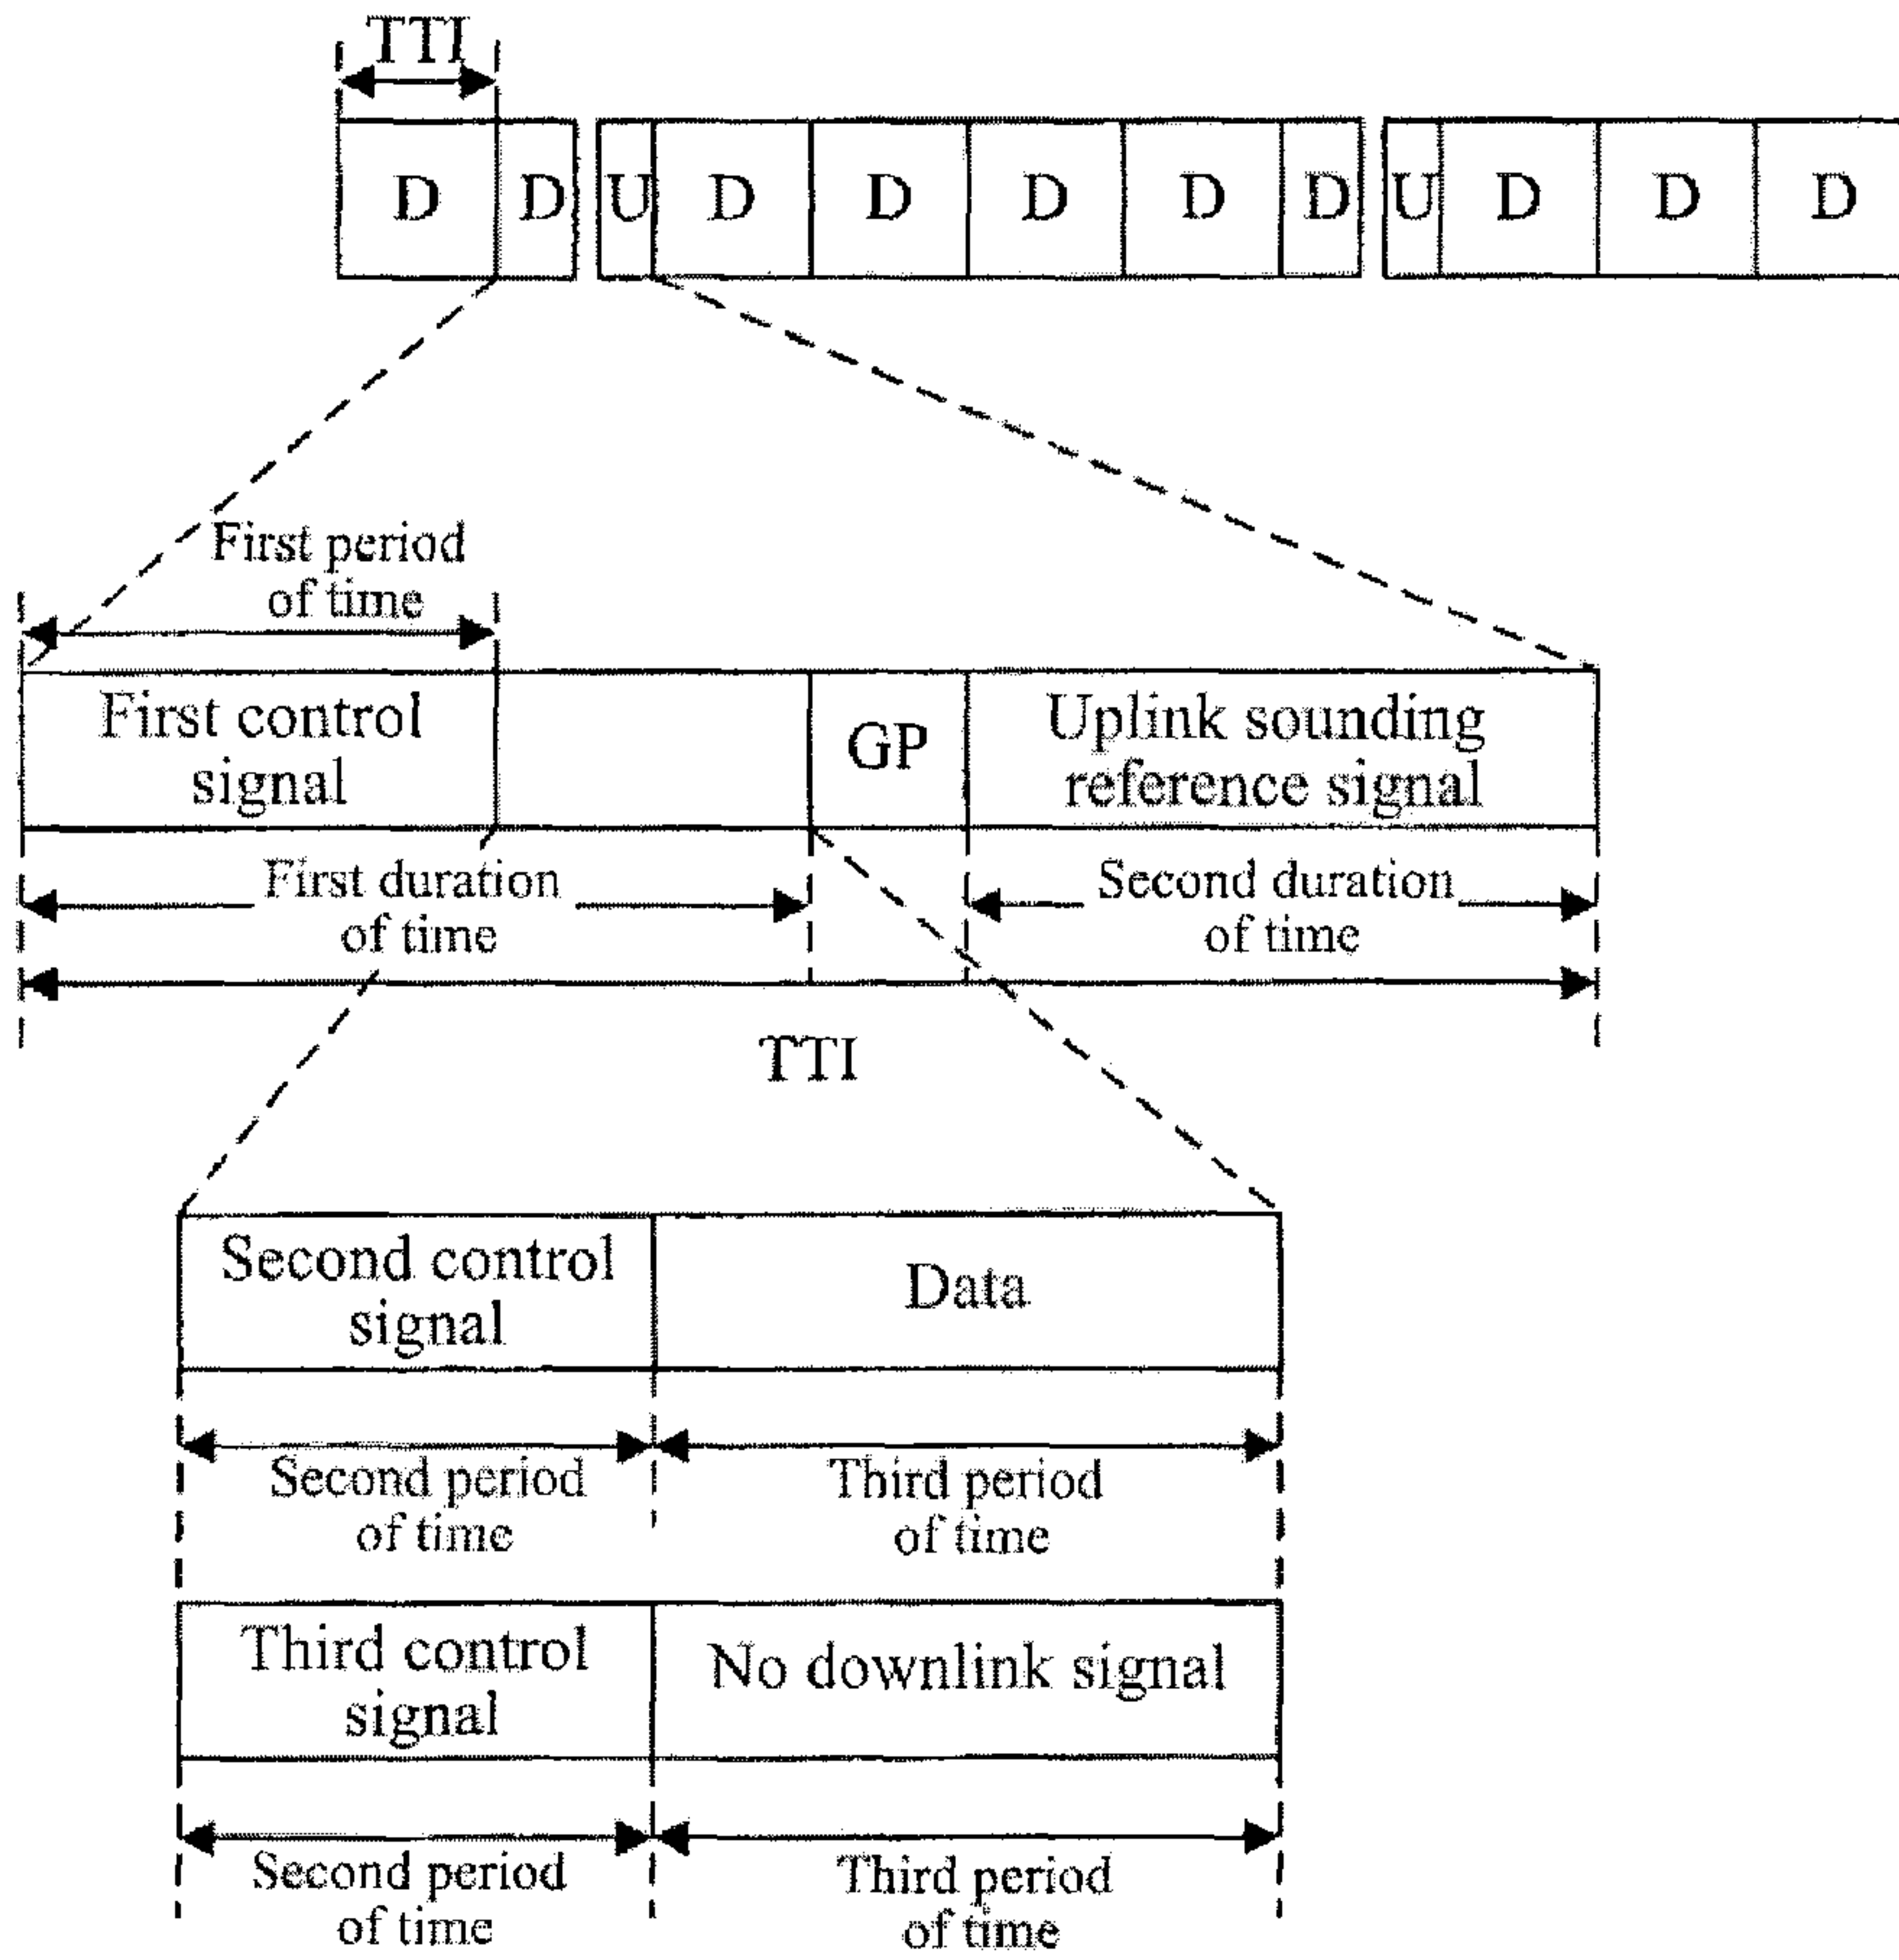 TTI
D D U D D D D D U D D D
First period
of time
First control
signal
GP
Uplink sounding
reference signal
First duration
of time
Second duration
of time
TTI
Second control
signal
Data
Second period
of time
Third period
of time
Third control
signal
No downlink signal
Second period
of time
Third period
of time